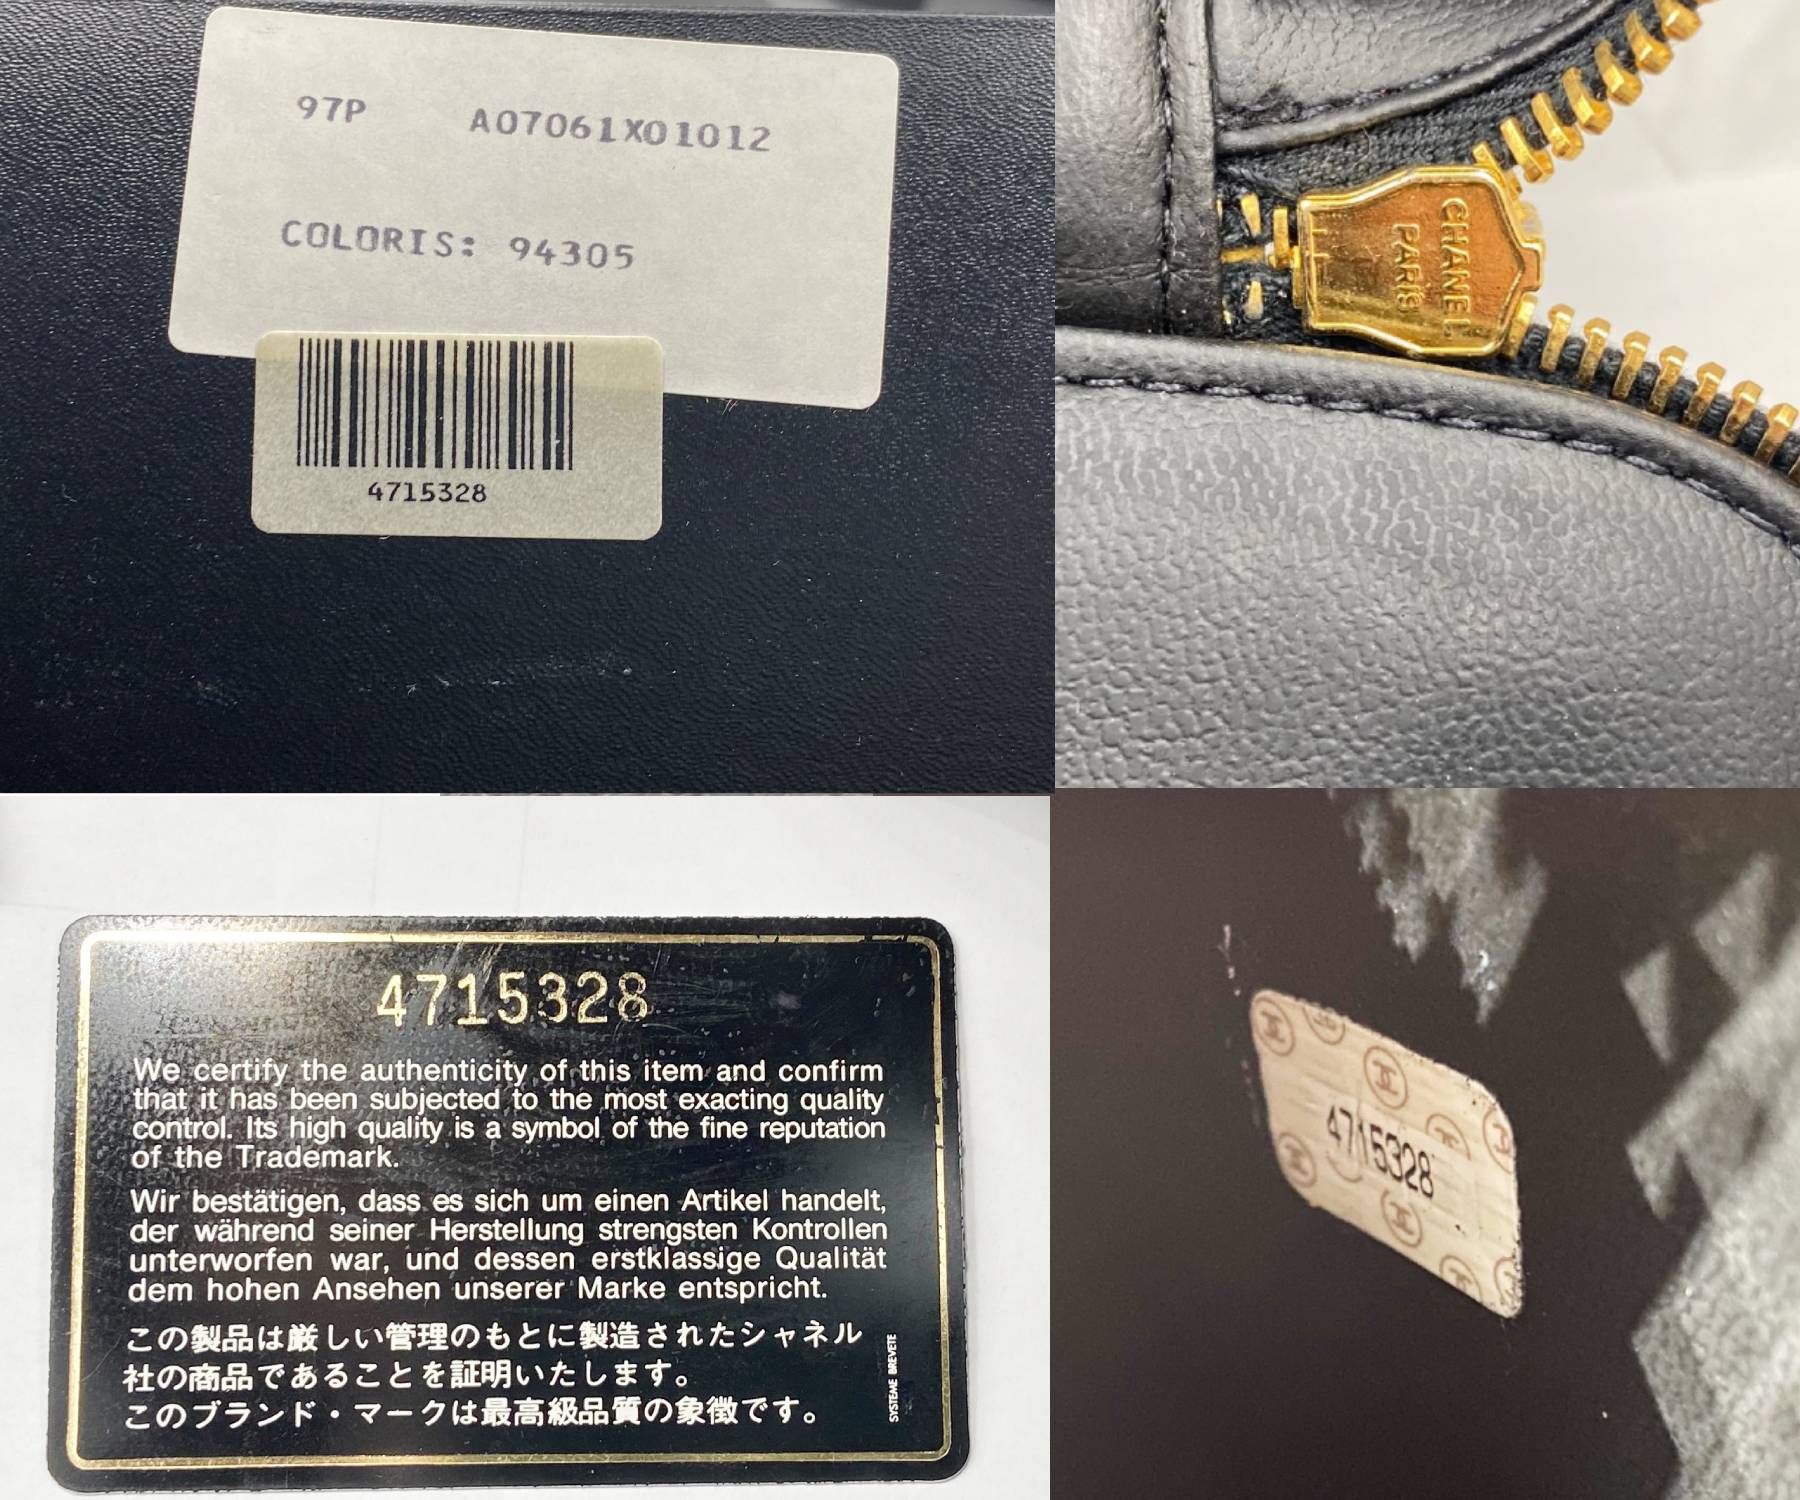 97P A07061X01012
COLORIS: 94305
4715328
CHANEL
PARIS
4715328
We certify the authenticity of this item and confirm
that it has been subjected to the most exacting quality
control. Its high quality is a symbol of the fine reputation
of the Trademark.
Wir bestätigen, dass es sich um einen Artikel handelt,
der während seiner Herstellung strengsten Kontrollen
unterworfen war, und dessen erstklassige Qualität
dem hohen Ansehen unserer Marke entspricht.
この製品は厳しい管理のもとに製造されたシャネル
社の商品であることを証明いたします。
このブランド・マークは最高級品質の象徴です。
SYSTEME BREVETE
4715328